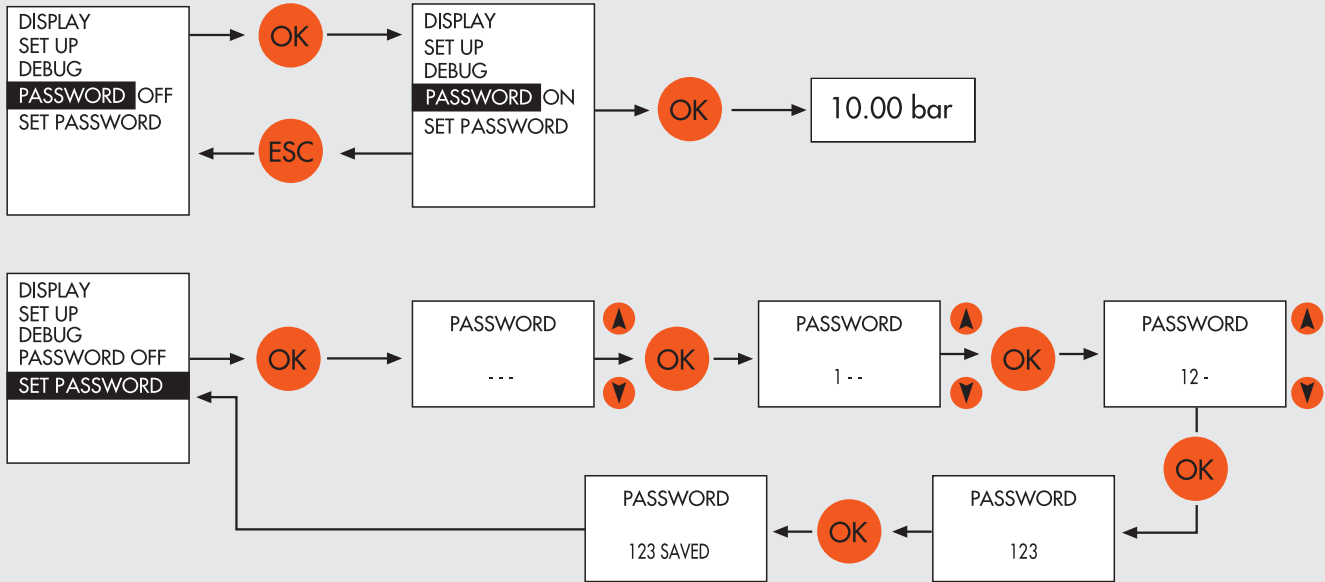 DISPLAY
SET UP
DEBUG
PASSWORD OFF
SET PASSWORD
OK
ESC
DISPLAY
SET UP
DEBUG
PASSWORD ON
SET PASSWORD
OK
10.00 bar
DISPLAY
SET UP
DEBUG
PASSWORD OFF
SET PASSWORD
OK
PASSWORD
- - -
OK
PASSWORD
1 - -
OK
PASSWORD
12 -
OK
PASSWORD
123
OK
PASSWORD
123 SAVED